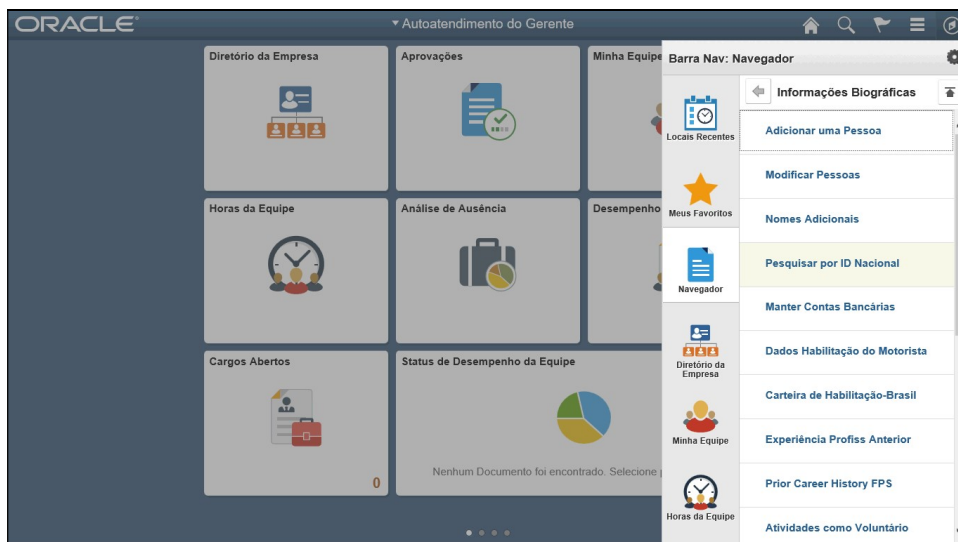 ORACLE
Autoatendimento do Gerente
Diretório da Empresa
Aprovações
Minha Equipe
Horas da Equipe
Análise de Ausência
Desempenho
Cargos Abertos
0
Status de Desempenho da Equipe
Nenhum Documento foi encontrado. Selecione
Barra Nav: Navegador
Locais Recentes
Meus Favoritos
Navegador
Diretório da
Empresa
Minha Equipe
Horas da Equipe
Informações Biográficas
Adicionar uma Pessoa
Modificar Pessoas
Nomes Adicionais
Pesquisar por ID Nacional
Manter Contas Bancárias
Dados Habilitação do Motorista
Carteira de Habilitação-Brasil
Experiência Profiss Anterior
Prior Career History FPS
Atividades como Voluntário